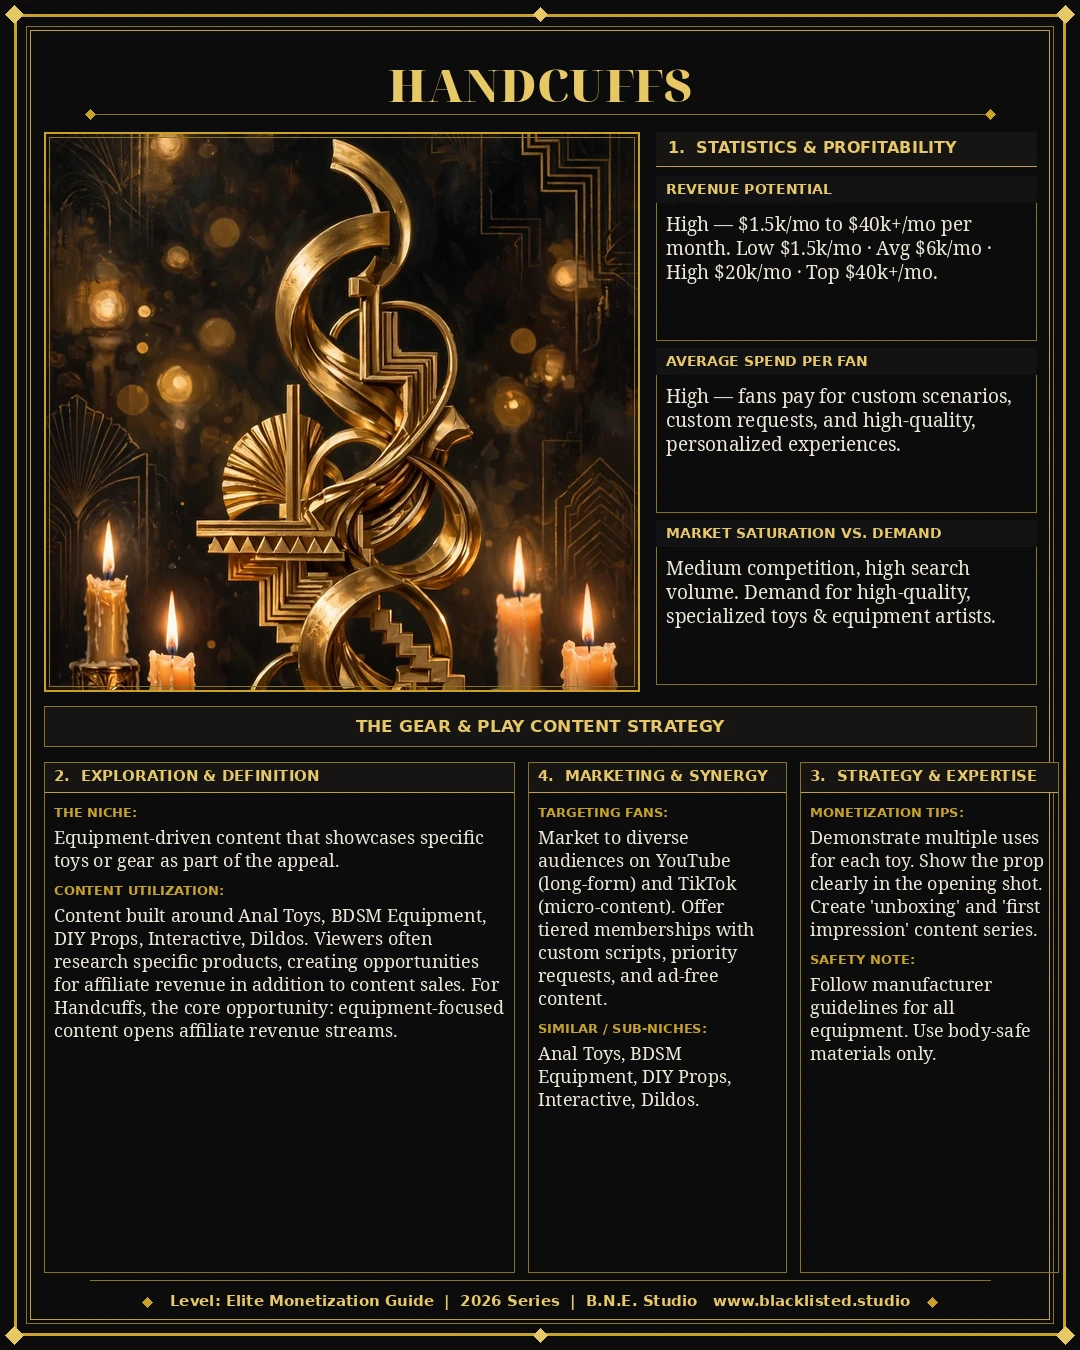 HANDCUFFS
1. STATISTICS & PROFITABILITY
REVENUE POTENTIAL
High — $1.5k/mo to $40k+/mo per
month. Low $1.5k/mo · Avg $6k/mo ·
High $20k/mo · Top $40k+/mo.
AVERAGE SPEND PER FAN
High — fans pay for custom scenarios,
custom requests, and high-quality,
personalized experiences.
MARKET SATURATION VS. DEMAND
Medium competition, high search
volume. Demand for high-quality,
specialized toys & equipment artists.
THE GEAR & PLAY CONTENT STRATEGY
2. EXPLORATION & DEFINITION
THE NICHE:
Equipment-driven content that showcases specific
toys or gear as part of the appeal.
CONTENT UTILIZATION:
Content built around Anal Toys, BDSM Equipment,
DIY Props, Interactive, Dildos. Viewers often
research specific products, creating opportunities
for affiliate revenue in addition to content sales. For
Handcuffs, the core opportunity: equipment-focused
content opens affiliate revenue streams.
4. MARKETING & SYNERGY
TARGETING FANS:
Market to diverse
audiences on YouTube
(long-form) and TikTok
(micro-content). Offer
tiered memberships with
custom scripts, priority
requests, and ad-free
content.
SIMILAR / SUB-NICHES:
Anal Toys, BDSM
Equipment, DIY Props,
Interactive, Dildos.
3. STRATEGY & EXPERTISE
MONETIZATION TIPS:
Demonstrate multiple uses
for each toy. Show the prop
clearly in the opening shot.
Create 'unboxing' and 'first
impression' content series.
SAFETY NOTE:
Follow manufacturer
guidelines for all
equipment. Use body-safe
materials only.
Level: Elite Monetization Guide | 2026 Series | B.N.E. Studio www.blacklisted.studio